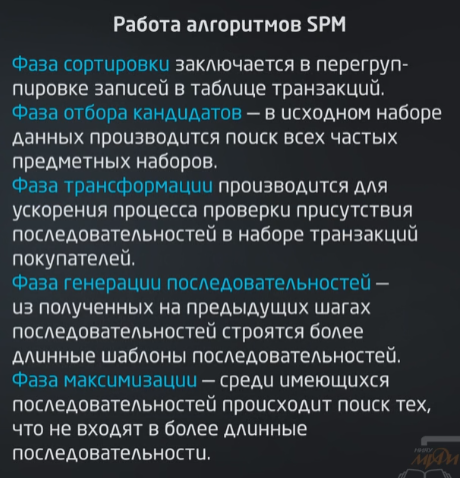 Работа алгоритмов SPM
Фаза сортировки заключается в перегруп-
пировке записей в таблице транзакций.
Фаза отбора кандидатов — в исходном наборе
данных производится поиск всех частых
предметных наборов.
Фаза трансформации производится для
ускорения процесса проверки присутствия
последовательностей в наборе транзакций
покупателей.
Фаза генерации последовательностей —
из полученных на предыдущих шагах
последовательностей строятся более
длинные шаблоны последовательностей.
Фаза максимизации — среди имеющихся
последовательностей происходит поиск тех,
что не входят в более длинные
последовательности.